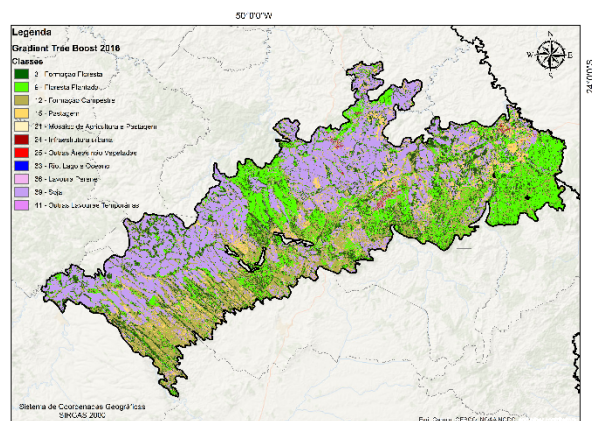 50°0'0"W
Legenda
Gradient Tree Boost 2016
Classes
3 - Formação Floresta
9 - Floresta Plantada
12 - Formação Campestre
15 - Pastagem
21 - Mosaico de Agricultura e Pastagem
24 - Infraestrutura urbana
25 - Outras Áreas não Vegetadas
33 - Rio, Lago e Oceano
36 - Lavoura Perene
39 - Soja
41 - Outras Lavouras Temporárias
N
W
E
S
24°0'0"S
Sistema de Coordenadas Geográficas
SIRGAS 2000